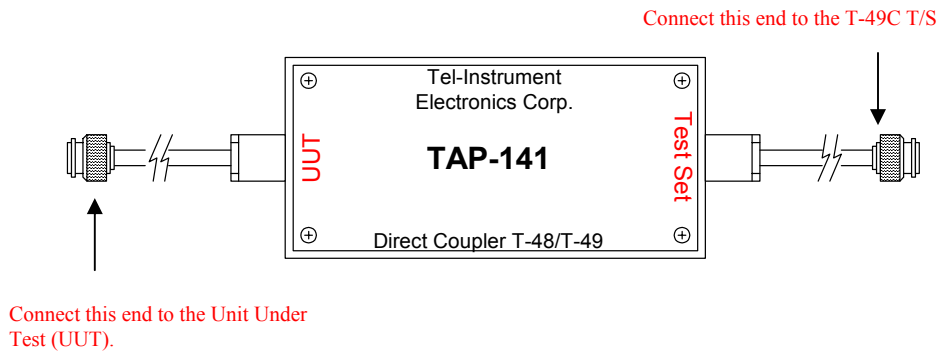 Connect this end to the T-49C T/S
Tel-Instrument
Electronics Corp.
UUT
TAP-141
Test Set
Direct Coupler T-48/T-49
Connect this end to the Unit Under
Test (UUT).